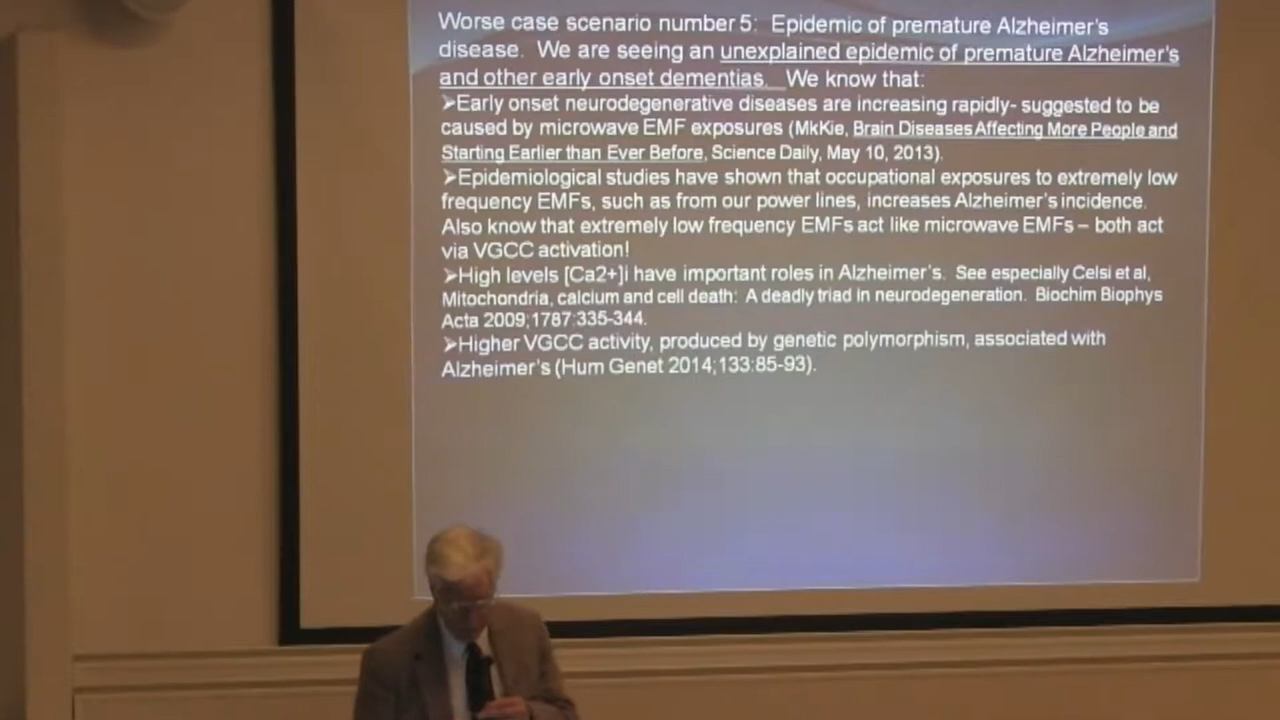 Worse case scenario number 5: Epidemic of premature Alzheimer's
disease. We are seeing an unexplained epidemic of premature Alzheimer's
and other early onset dementias. We know that:
➢Early onset neurodegenerative diseases are increasing rapidly- suggested to be
caused by microwave EMF exposures (MkKie, Brain Diseases Affecting More People and
Starting Earlier than Ever Before, Science Daily, May 10, 2013).
➢Epidemiological studies have shown that occupational exposures to extremely low
frequency EMFs, such as from our power lines, increases Alzheimer's incidence.
Also know that extremely low frequency EMFs act like microwave EMFs – both act
via VGCC activation!
➢High levels [Ca2+]i have important roles in Alzheimer's. See especially Celsi et al,
Mitochondria, calcium and cell death: A deadly triad in neurodegeneration. Biochim Biophys
Acta 2009;1787:335-344.
➢Higher VGCC activity, produced by genetic polymorphism, associated with
Alzheimer's (Hum Genet 2014;133:85-93).